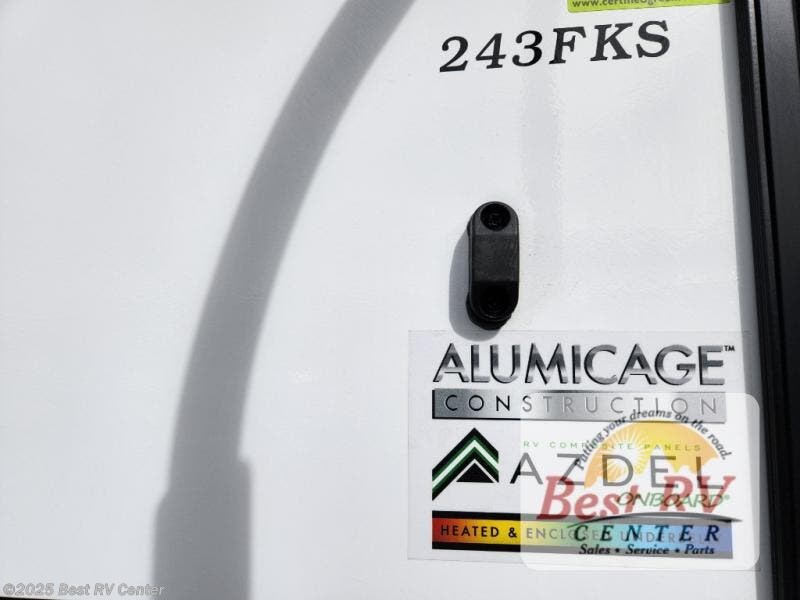 243FKS
ALUMICAGE™
CONSTRUCTION
RV COMPOSITE PANELS
AZDEL
ONBOARD®
HEATED & ENCLOSED
Putting your dreams on the road.
Best RV
CENTER
Sales • Service • Parts
©2025 Best RV Center